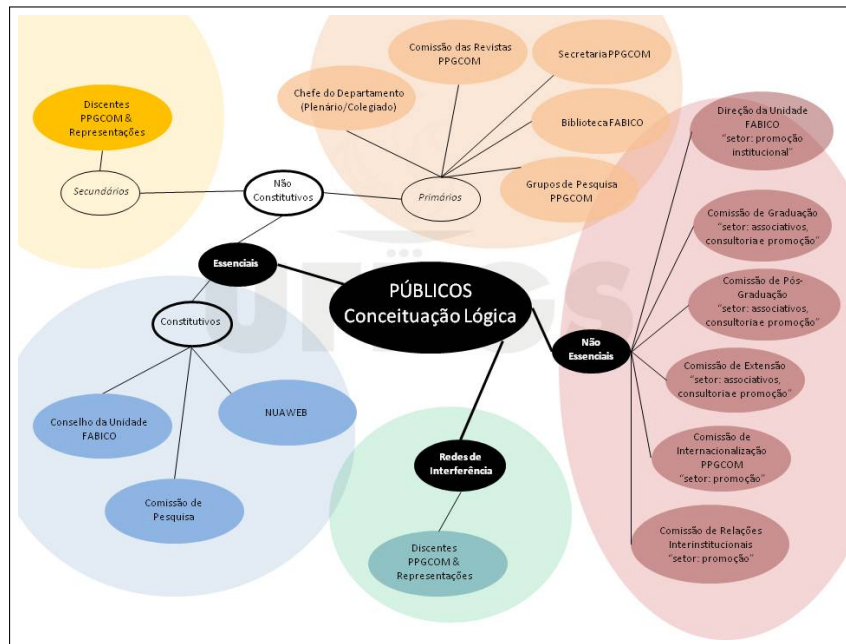 Comissão das Revistas
PPGCOM
Secretaria PPGCOM
Chefe do Departamento
(Plenário/Colegiado)
Discentes
PPGCOM &
Representações
Biblioteca FABICO
Direção da Unidade
FABICO
“setor: promoção
institucional”
Secundários
Não
Constitutivos
Primários
Grupos de Pesquisa
PPGCOM
Comissão de Graduação
“setor: associativos,
consultoria e promoção”
Essenciais
UFRGS
PÚBLICOS
Conceituação Lógica
Comissão de Pós-
Graduação
“setor: associativos,
consultoria e promoção”
Constitutivos
Não
Essenciais
Comissão de Extensão
“setor: associativos,
consultoria e promoção”
Conselho da Unidade
FABICO
NUAWEB
Redes de
Interferência
Comissão de
Internacionalização
PPGCOM
“setor: promoção”
Comissão de
Pesquisa
Discentes
PPGCOM &
Representações
Comissão de Relações
Interinstitucionais
“setor: promoção”